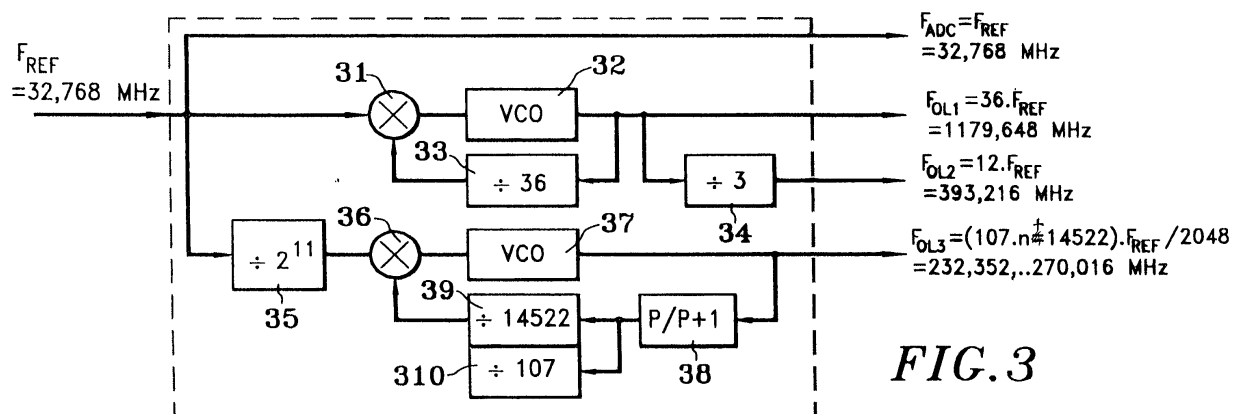 F_REF
=32,768 MHz
31
32
VCO
33
÷ 36
÷ 3
34
F_ADC=F_REF
=32,768 MHz
F_OL1=36.F_REF
=1179,648 MHz
F_OL2=12.F_REF
=393,216 MHz
÷ 2^11
35
36
37
VCO
39
÷ 14522
310
÷ 107
P/P+1
38
F_OL3=(107.n+14522).F_REF/2048
=232,352,..270,016 MHz
FIG.3